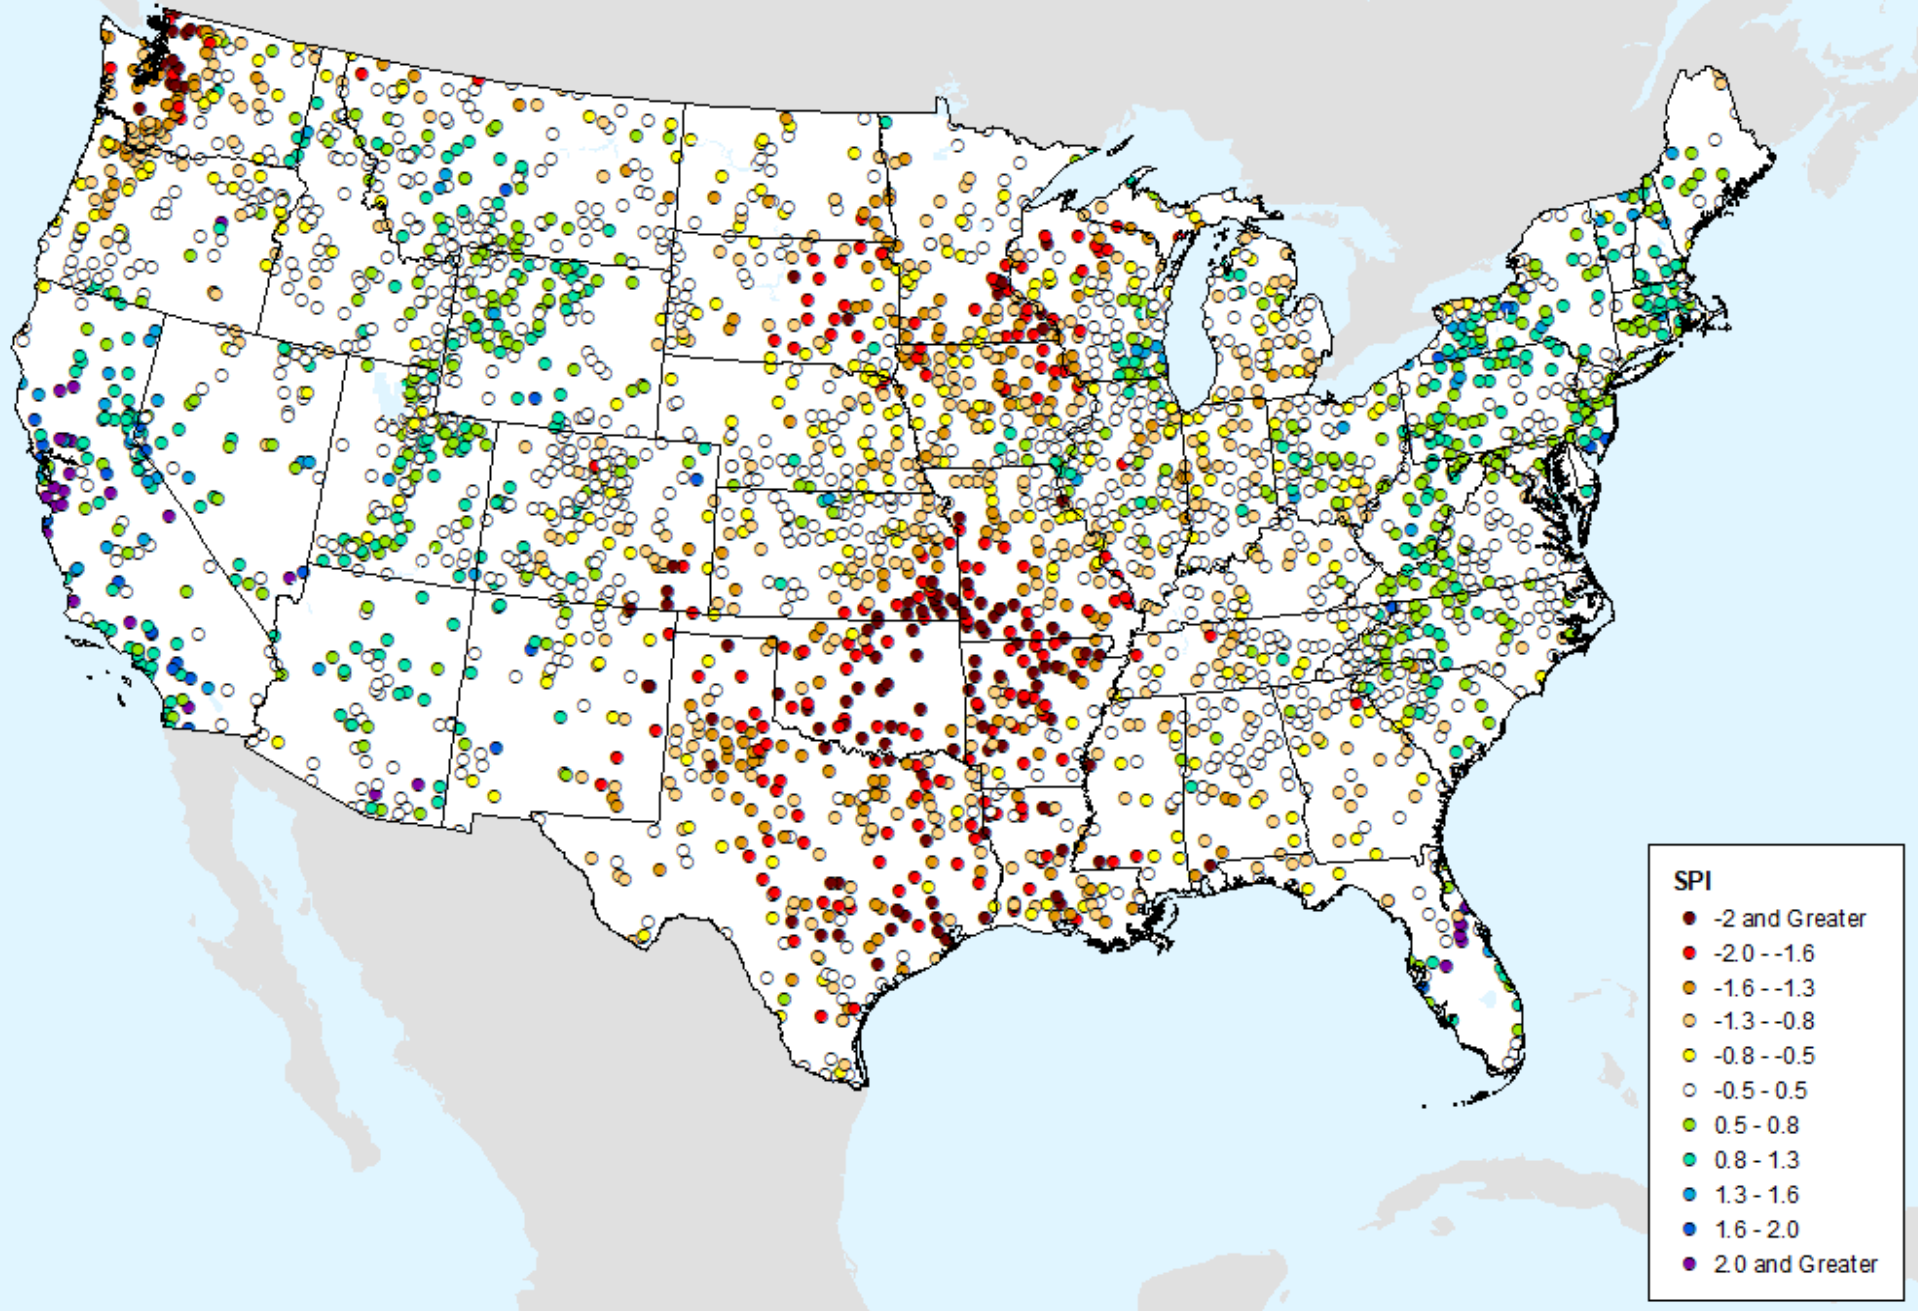 SPI
-2 and Greater
-2.0 - -1.6
-1.6 - -1.3
-1.3 - -0.8
-0.8 - -0.5
-0.5 - 0.5
0.5 - 0.8
0.8 - 1.3
1.3 - 1.6
1.6 - 2.0
2.0 and Greater